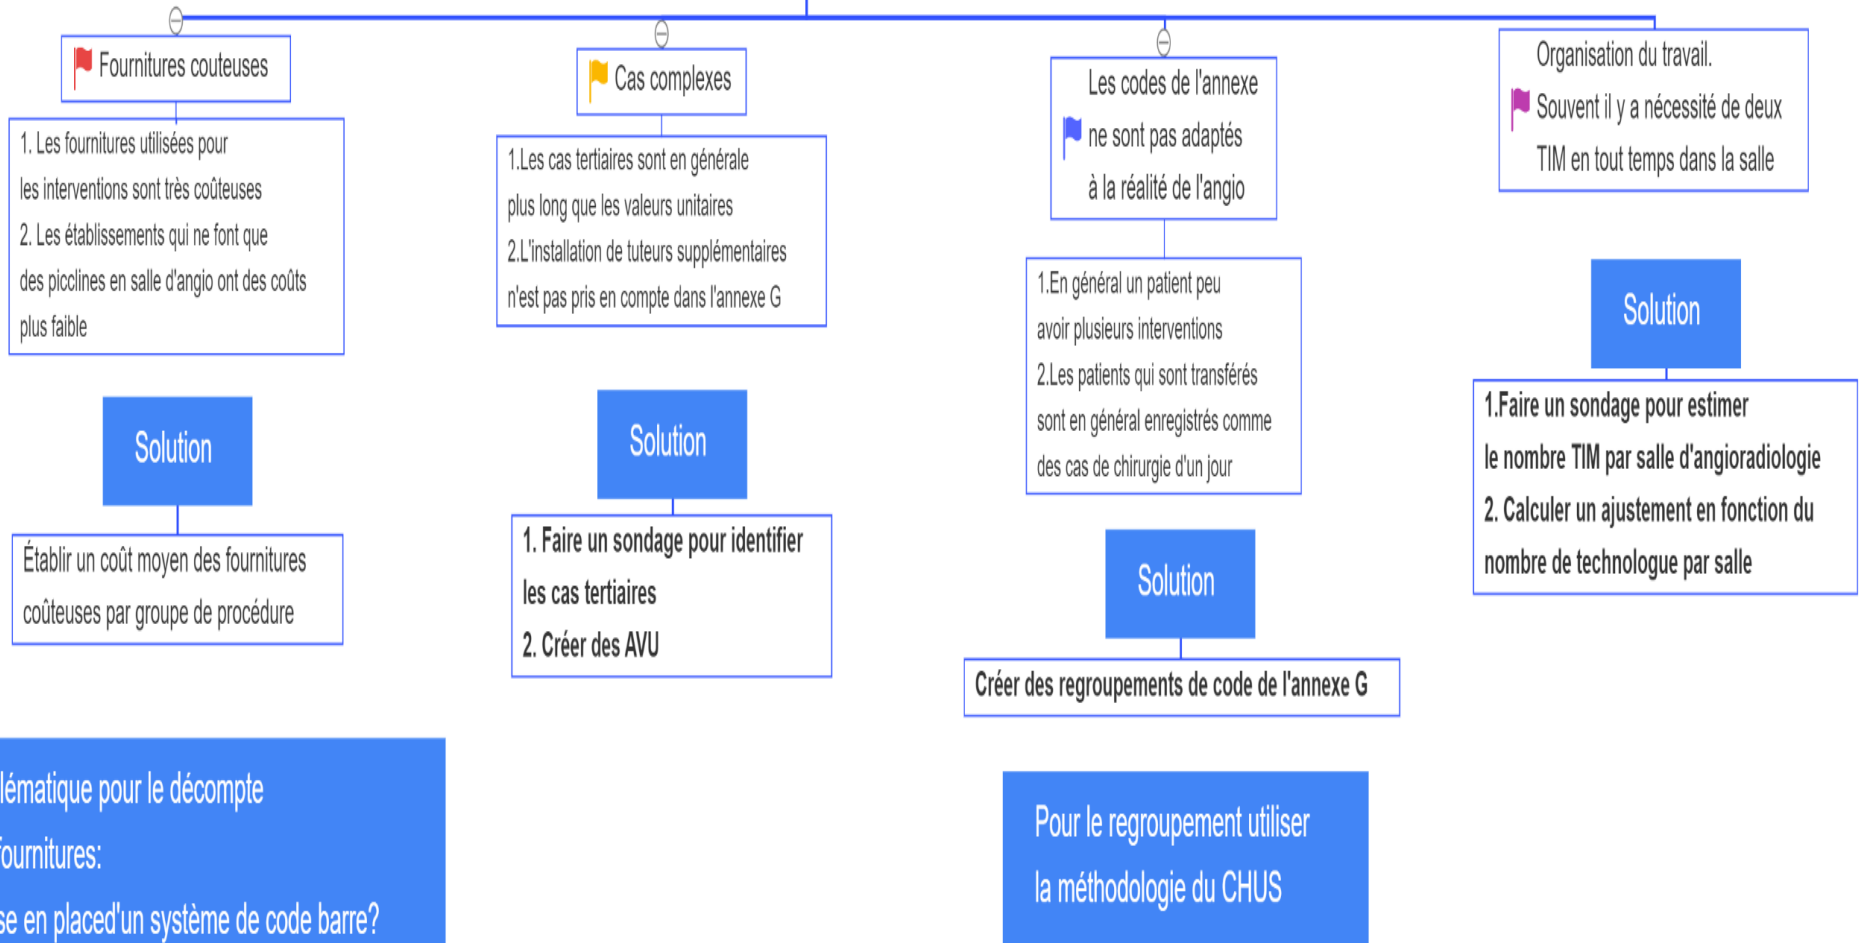 Fournitures couteuses
1. Les fournitures utilisées pour
les interventions sont très coûteuses
2. Les établissements qui ne font que
des picclines en salle d'angio ont des coûts
plus faible
Solution
Établir un coût moyen des fournitures
coûteuses par groupe de procédure
lématique pour le décompte
fournitures:
se en placed'un système de code barre?
Cas complexes
1.Les cas tertiaires sont en générale
plus long que les valeurs unitaires
2.L'installation de tuteurs supplémentaires
n'est pas pris en compte dans l'annexe G
Solution
1. Faire un sondage pour identifier
les cas tertiaires
2. Créer des AVU
Les codes de l'annexe
ne sont pas adaptés
à la réalité de l'angio
1.En général un patient peu
avoir plusieurs interventions
2.Les patients qui sont transférés
sont en général enregistrés comme
des cas de chirurgie d'un jour
Solution
Créer des regroupements de code de l'annexe G
Pour le regroupement utiliser
la méthodologie du CHUS
Organisation du travail.
Souvent il y a nécessité de deux
TIM en tout temps dans la salle
Solution
1.Faire un sondage pour estimer
le nombre TIM par salle d'angioradiologie
2. Calculer un ajustement en fonction du
nombre de technologue par salle